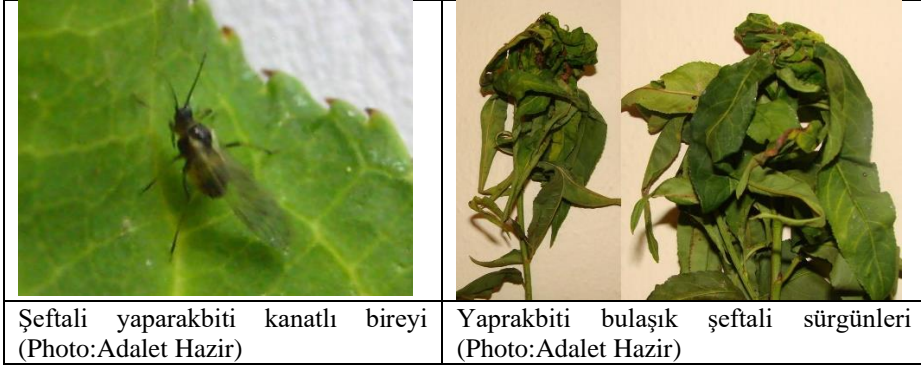 Şeftali yaparakbiti kanatlı bireyi
(Photo:Adalet Hazir)
Yaprakbiti bulaşık şeftali sürgünleri
(Photo:Adalet Hazir)